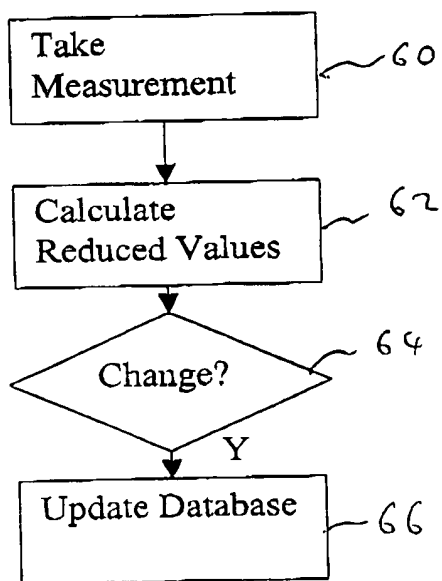 Take
Measurement
60
Calculate
Reduced Values
62
Change?
64
Y
Update Database
66